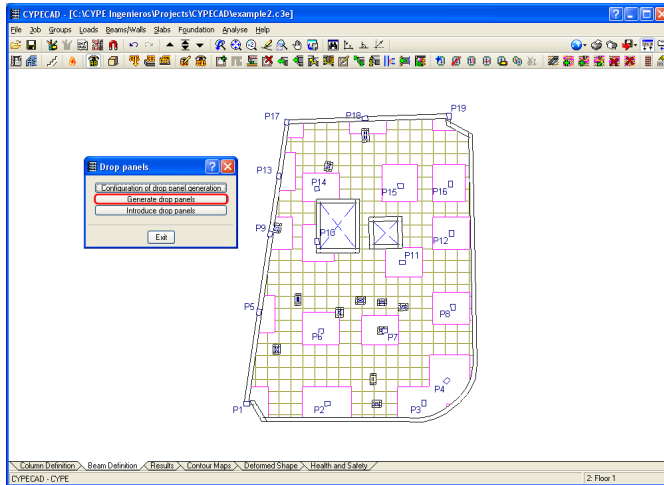 CYPECAD - [C:\CYPE Ingenieros\Projects\CYPECAD\example2.c3e]
File Job Groups Loads Beams/Walls Slabs Foundation Analyse Help
P17
P18
P19
Drop panels
Configuration of drop panel generation
Generate drop panels
Introduce drop panels
Exit
P13
P14
P15
P16
P9
P10
P12
P11
P5
P8
P6
P7
P4
P1
P2
P3
Column Definition Beam Definition Results Contour Maps Deformed Shape Health and Safety
CYPECAD - CYPE
2: Floor 1